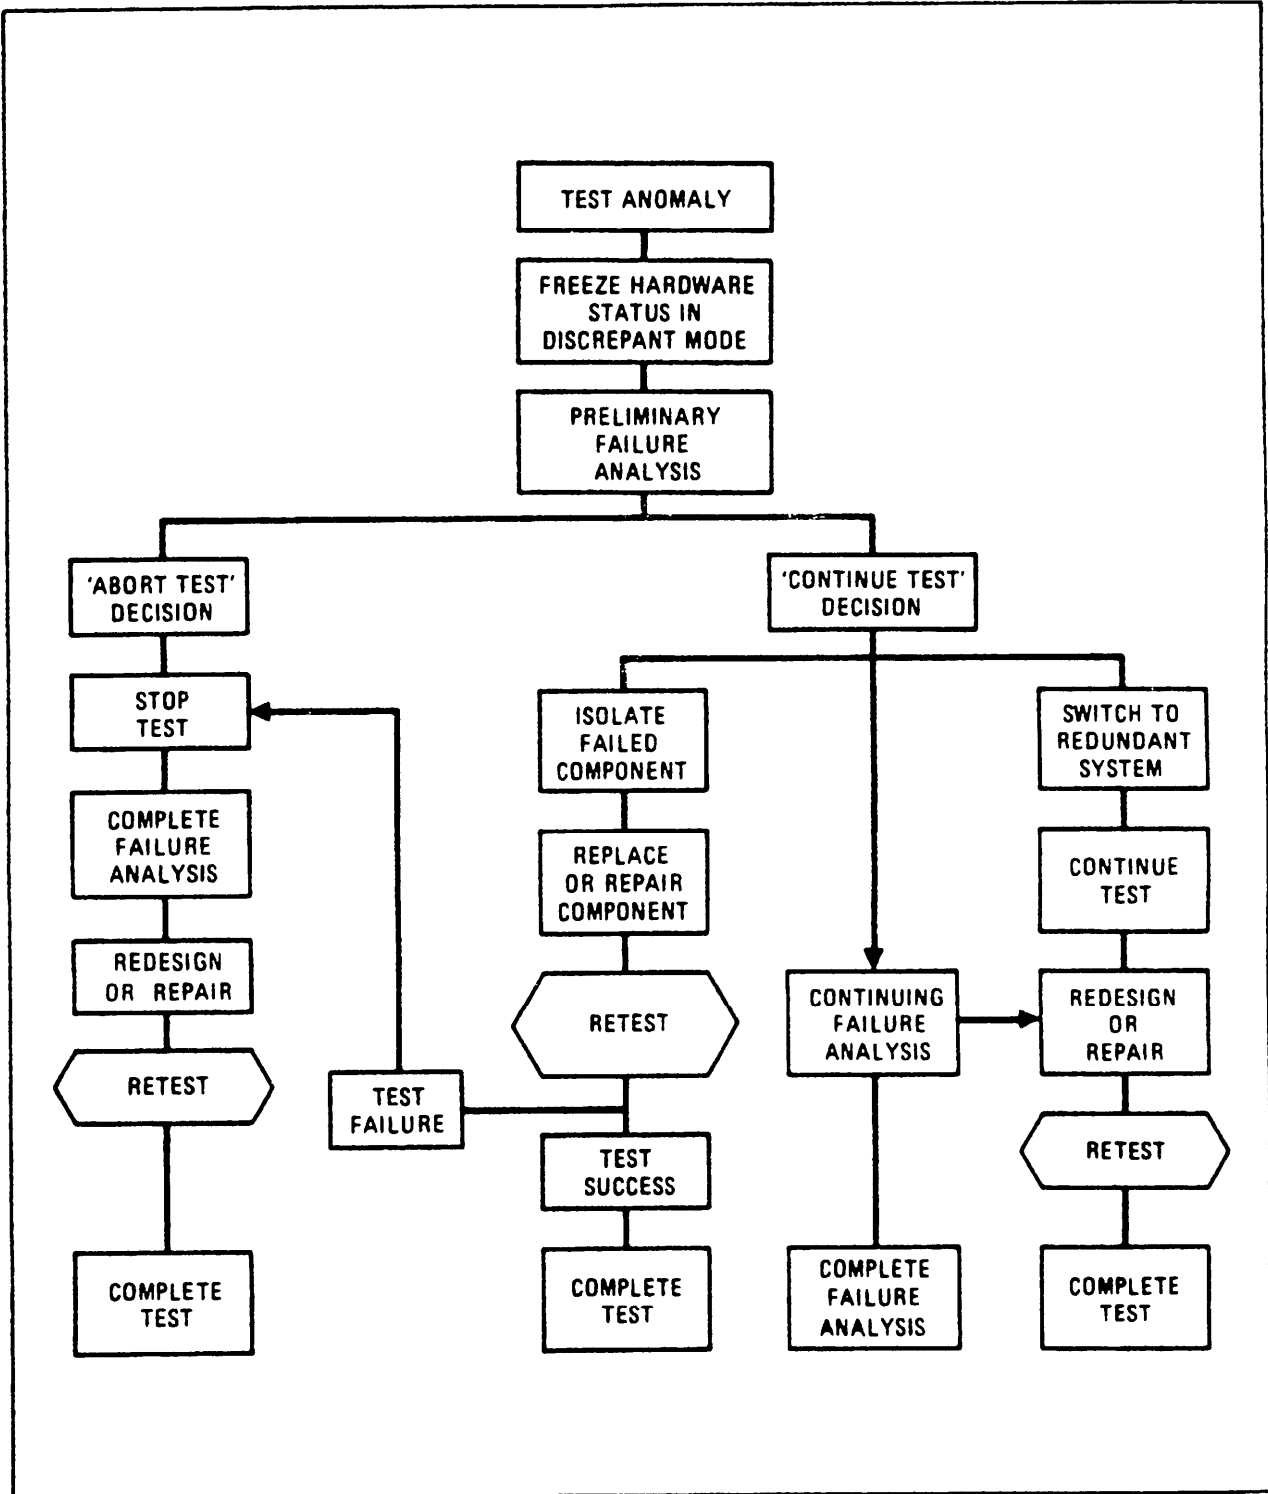 TEST ANOMALY
FREEZE HARDWARE
STATUS IN
DISCREPANT MODE
PRELIMINARY
FAILURE
ANALYSIS
'ABORT TEST'
DECISION
STOP
TEST
COMPLETE
FAILURE
ANALYSIS
REDESIGN
OR REPAIR
RETEST
COMPLETE
TEST
TEST
FAILURE
'CONTINUE TEST'
DECISION
ISOLATE
FAILED
COMPONENT
REPLACE
OR REPAIR
COMPONENT
RETEST
TEST
SUCCESS
COMPLETE
TEST
CONTINUING
FAILURE
ANALYSIS
COMPLETE
FAILURE
ANALYSIS
SWITCH TO
REDUNDANT
SYSTEM
CONTINUE
TEST
REDESIGN
OR
REPAIR
RETEST
COMPLETE
TEST